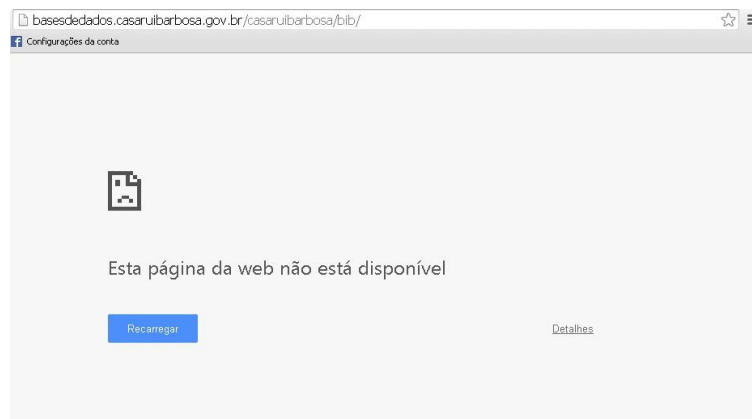 basesdedados.casaruibarbosa.gov.br/casaruibarbosa/bib/
Configurações da conta
Esta página da web não está disponível
Recarregar
Detalhes